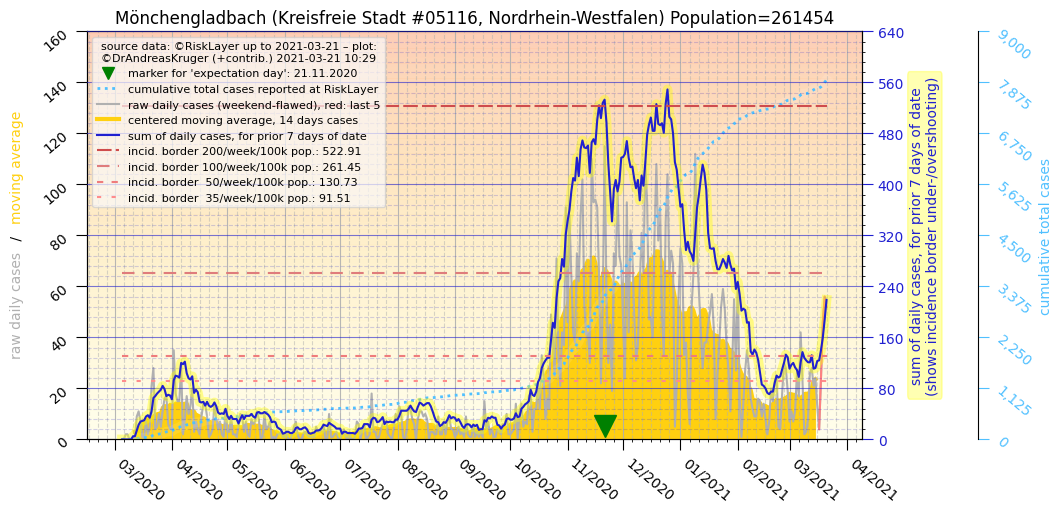 Mönchengladbach (Kreisfreie Stadt #05116, Nordrhein-Westfalen) Population=261454
source data: ©RiskLayer up to 2021-03-21 – plot:
©DrAndreasKruger (+contrib.) 2021-03-21 10:29
marker for 'expectation day': 21.11.2020
cumulative total cases reported at RiskLayer
raw daily cases (weekend-flawed), red: last 5
centered moving average, 14 days cases
sum of daily cases, for prior 7 days of date
incid. border 200/week/100k pop.: 522.91
incid. border 100/week/100k pop.: 261.45
incid. border  50/week/100k pop.: 130.73
incid. border  35/week/100k pop.: 91.51
raw daily cases  /  moving average
160
140
120
100
80
60
40
20
0
03/2020
04/2020
05/2020
06/2020
07/2020
08/2020
09/2020
10/2020
11/2020
12/2020
01/2021
02/2021
03/2021
04/2021
640
560
480
400
320
240
160
80
0
sum of daily cases, for prior 7 days of date
(shows incidence border under-/overshooting)
9,000
7,875
6,750
5,625
4,500
3,375
2,250
1,125
0
cumulative total cases